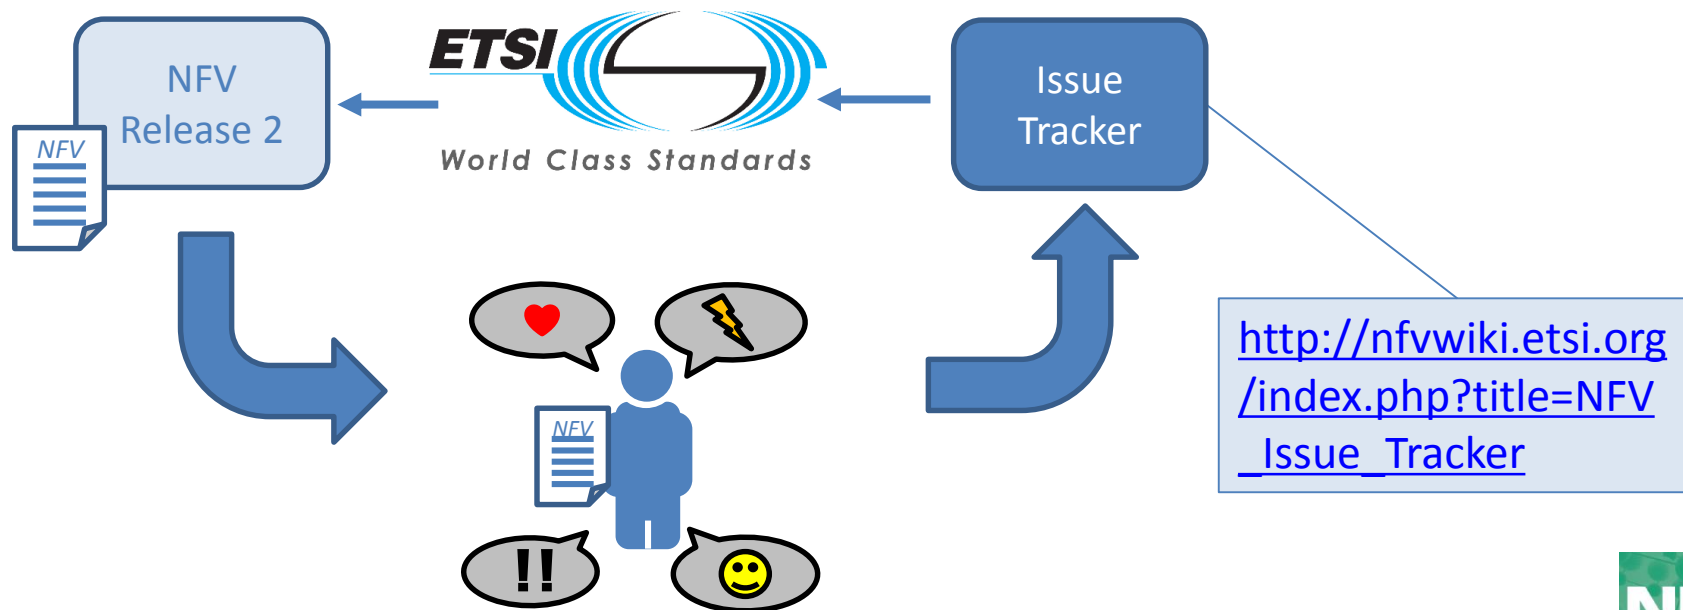 NFV
Release 2
NFV
ETSI
World Class Standards
Issue
Tracker
NFV
!!
http://nfvwiki.etsi.org
/index.php?title=NFV
_Issue_Tracker